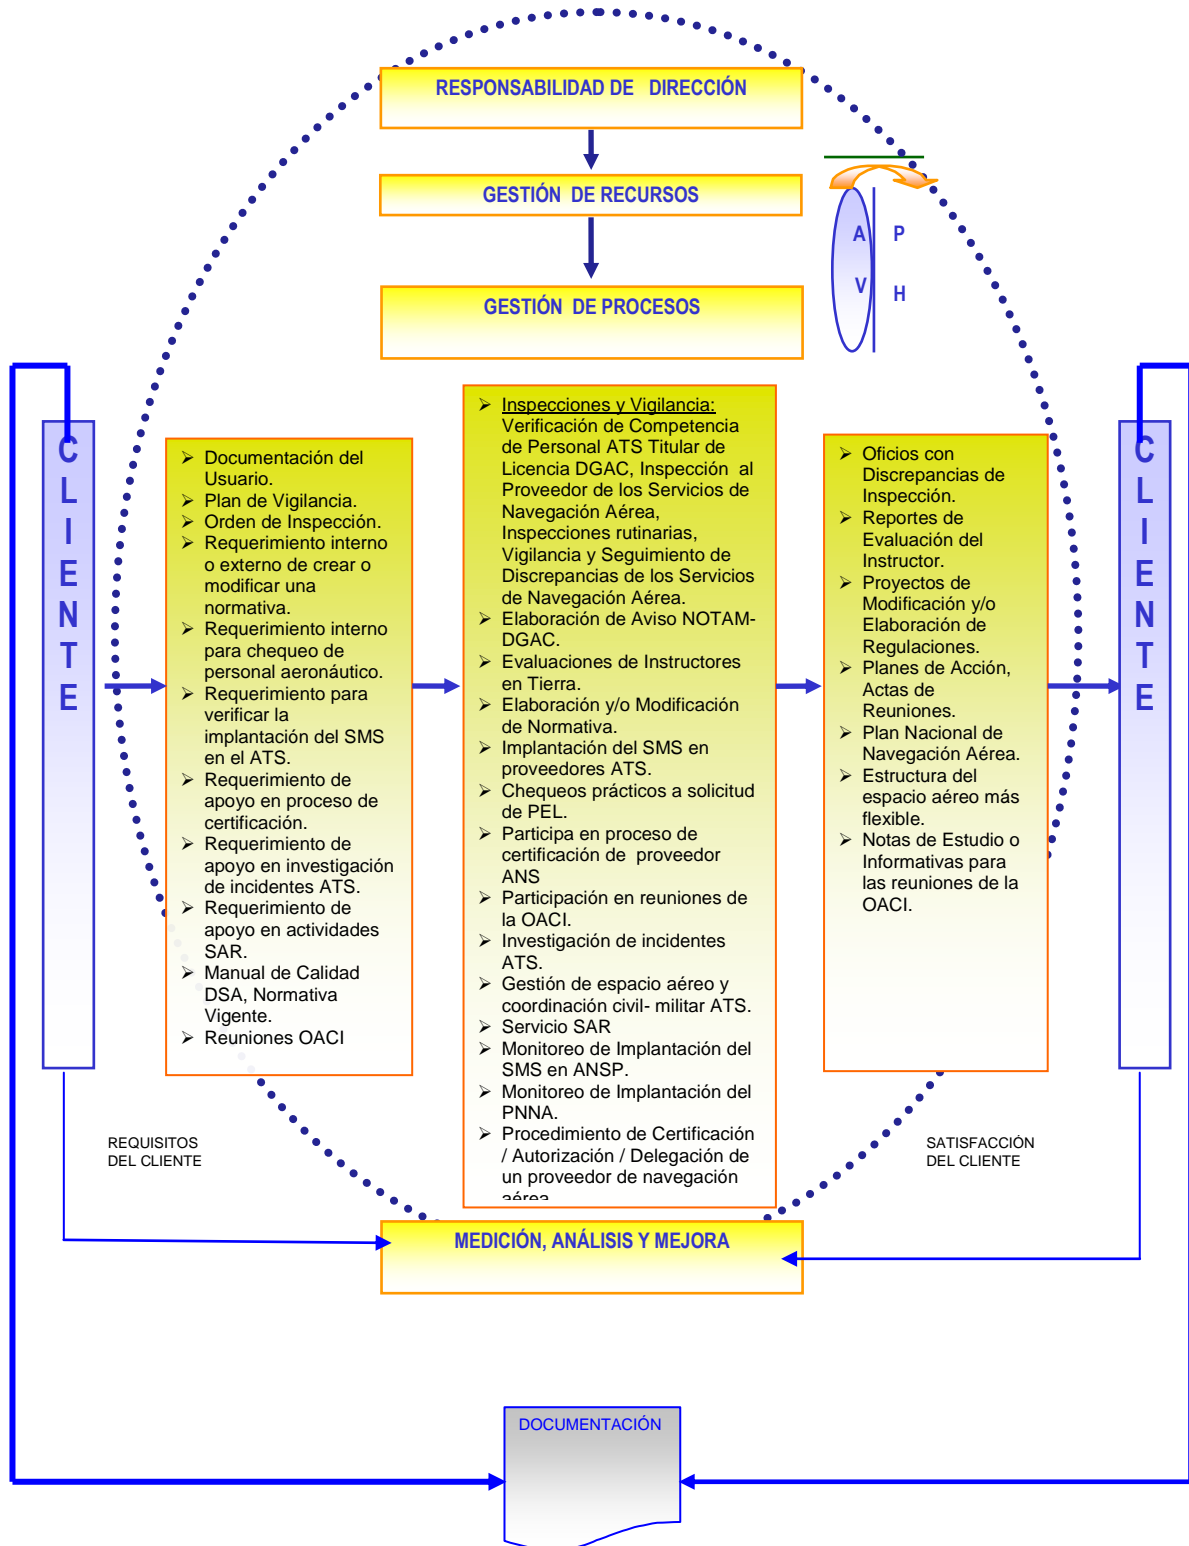 RESPONSABILIDAD DE DIRECCIÓN
GESTIÓN DE RECURSOS
GESTIÓN DE PROCESOS
A P
V H
C
L
I
E
N
T
E
➢ Documentación del
Usuario.
➢ Plan de Vigilancia.
➢ Orden de Inspección.
➢ Requerimiento interno
o externo de crear o
modificar una
normativa.
➢ Requerimiento interno
para chequeo de
personal aeronáutico.
➢ Requerimiento para
verificar la
implantación del SMS
en el ATS.
➢ Requerimiento de
apoyo en proceso de
certificación.
➢ Requerimiento de
apoyo en investigación
de incidentes ATS.
➢ Requerimiento de
apoyo en actividades
SAR.
➢ Manual de Calidad
DSA, Normativa
Vigente.
➢ Reuniones OACI
➢ Inspecciones y Vigilancia:
Verificación de Competencia
de Personal ATS Titular de
Licencia DGAC, Inspección al
Proveedor de los Servicios de
Navegación Aérea,
Inspecciones rutinarias,
Vigilancia y Seguimiento de
Discrepancias de los Servicios
de Navegación Aérea.
➢ Elaboración de Aviso NOTAM-
DGAC.
➢ Evaluaciones de Instructores
en Tierra.
➢ Elaboración y/o Modificación
de Normativa.
➢ Implantación del SMS en
proveedores ATS.
➢ Chequeos prácticos a solicitud
de PEL.
➢ Participa en proceso de
certificación de proveedor
ANS
➢ Participación en reuniones de
la OACI.
➢ Investigación de incidentes
ATS.
➢ Gestión de espacio aéreo y
coordinación civil- militar ATS.
➢ Servicio SAR
➢ Monitoreo de Implantación del
SMS en ANSP.
➢ Monitoreo de Implantación del
PNNA.
➢ Procedimiento de Certificación
/ Autorización / Delegación de
un proveedor de navegación
aérea
➢ Oficios con
Discrepancias de
Inspección.
➢ Reportes de
Evaluación del
Instructor.
➢ Proyectos de
Modificación y/o
Elaboración de
Regulaciones.
➢ Planes de Acción,
Actas de
Reuniones.
➢ Plan Nacional de
Navegación Aérea.
➢ Estructura del
espacio aéreo más
flexible.
➢ Notas de Estudio o
Informativas para
las reuniones de la
OACI.
C
L
I
E
N
T
E
REQUISITOS
DEL CLIENTE
SATISFACCIÓN
DEL CLIENTE
MEDICIÓN, ANÁLISIS Y MEJORA
DOCUMENTACIÓN